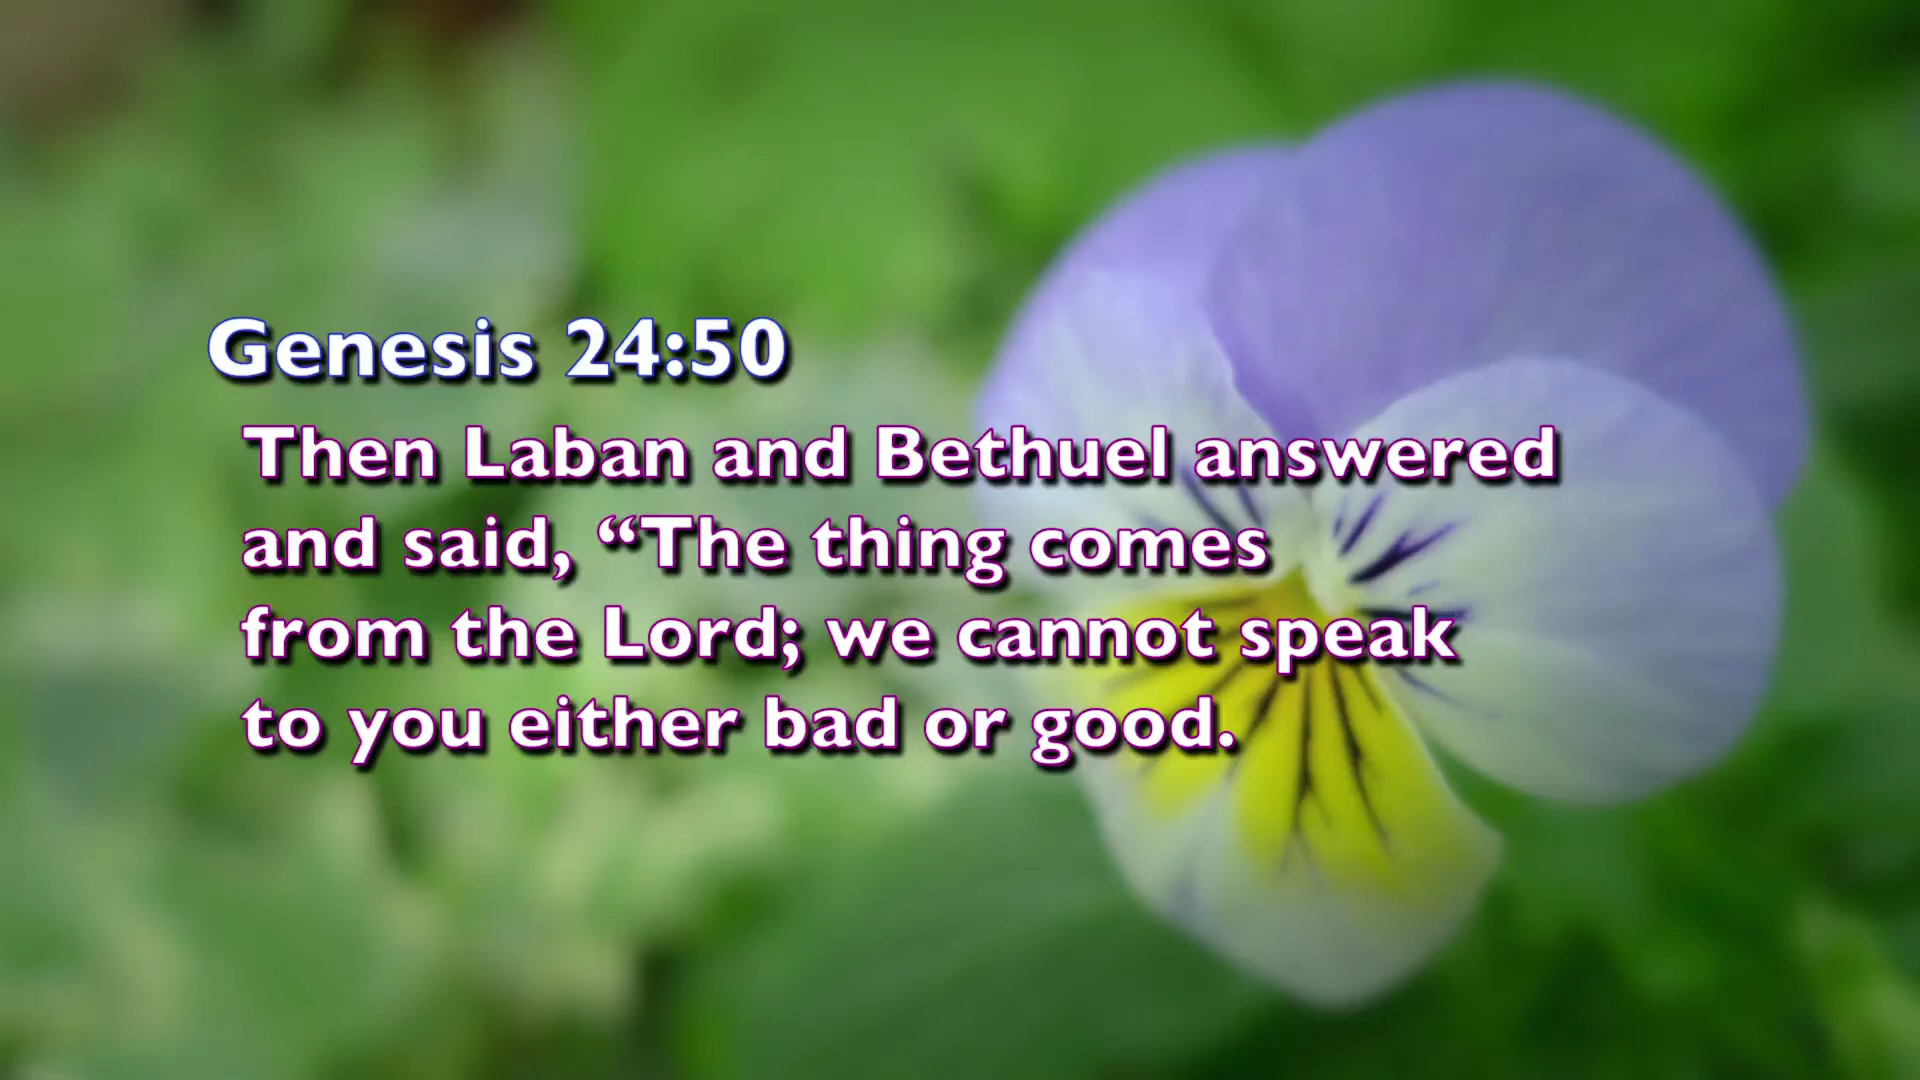 Genesis 24:50
Then Laban and Bethuel answered
and said, “The thing comes
from the Lord; we cannot speak
to you either bad or good.